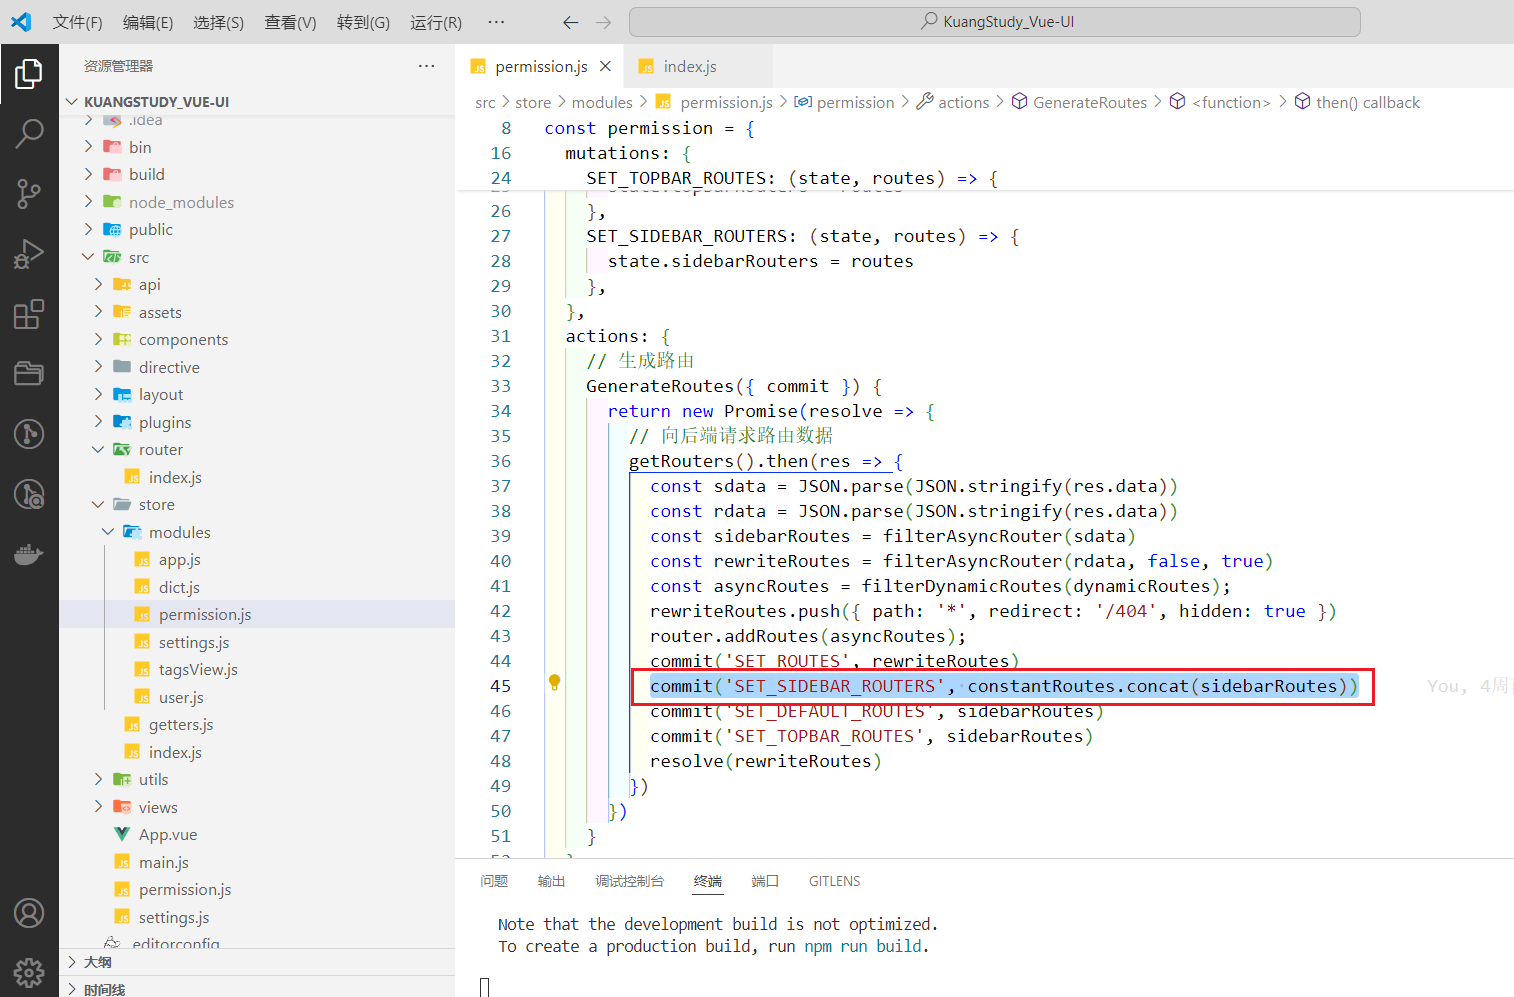 文件(F) 编辑(E) 选择(S) 查看(V) 转到(G) 运行(R) ··· KuangStudy_Vue-UI
资源管理器
KUANGSTUDY_VUE-UI
.idea
bin
build
node_modules
public
src
api
assets
components
directive
layout
plugins
router
index.js
store
modules
app.js
dict.js
permission.js
settings.js
tagsView.js
user.js
getters.js
index.js
utils
views
App.vue
main.js
permission.js
settings.js
.editorconfig
大纲
时间线
permission.js index.js
src > store > modules > permission.js > permission > actions > GenerateRoutes > <function> > then() callback
8 const permission = {
16 mutations: {
24 SET_TOPBAR_ROUTES: (state, routes) => {
25 state.topbarRouters = routes
26 },
27 SET_SIDEBAR_ROUTERS: (state, routes) => {
28 state.sidebarRouters = routes
29 },
30 },
31 actions: {
32 // 生成路由
33 GenerateRoutes({ commit }) {
34 return new Promise(resolve => {
35 // 向后端请求路由数据
36 getRouters().then(res => {
37 const sdata = JSON.parse(JSON.stringify(res.data))
38 const rdata = JSON.parse(JSON.stringify(res.data))
39 const sidebarRoutes = filterAsyncRouter(sdata)
40 const rewriteRoutes = filterAsyncRouter(rdata, false, true)
41 const asyncRoutes = filterDynamicRoutes(dynamicRoutes);
42 rewriteRoutes.push({ path: '*', redirect: '/404', hidden: true })
43 router.addRoutes(asyncRoutes);
44 commit('SET_ROUTES', rewriteRoutes)
45 commit('SET_SIDEBAR_ROUTERS', constantRoutes.concat(sidebarRoutes)) You, 4周
46 commit('SET_DEFAULT_ROUTES', sidebarRoutes)
47 commit('SET_TOPBAR_ROUTES', sidebarRoutes)
48 resolve(rewriteRoutes)
49 })
50 })
51 }
问题 输出 调试控制台 终端 端口 GITLENS
Note that the development build is not optimized.
To create a production build, run npm run build.